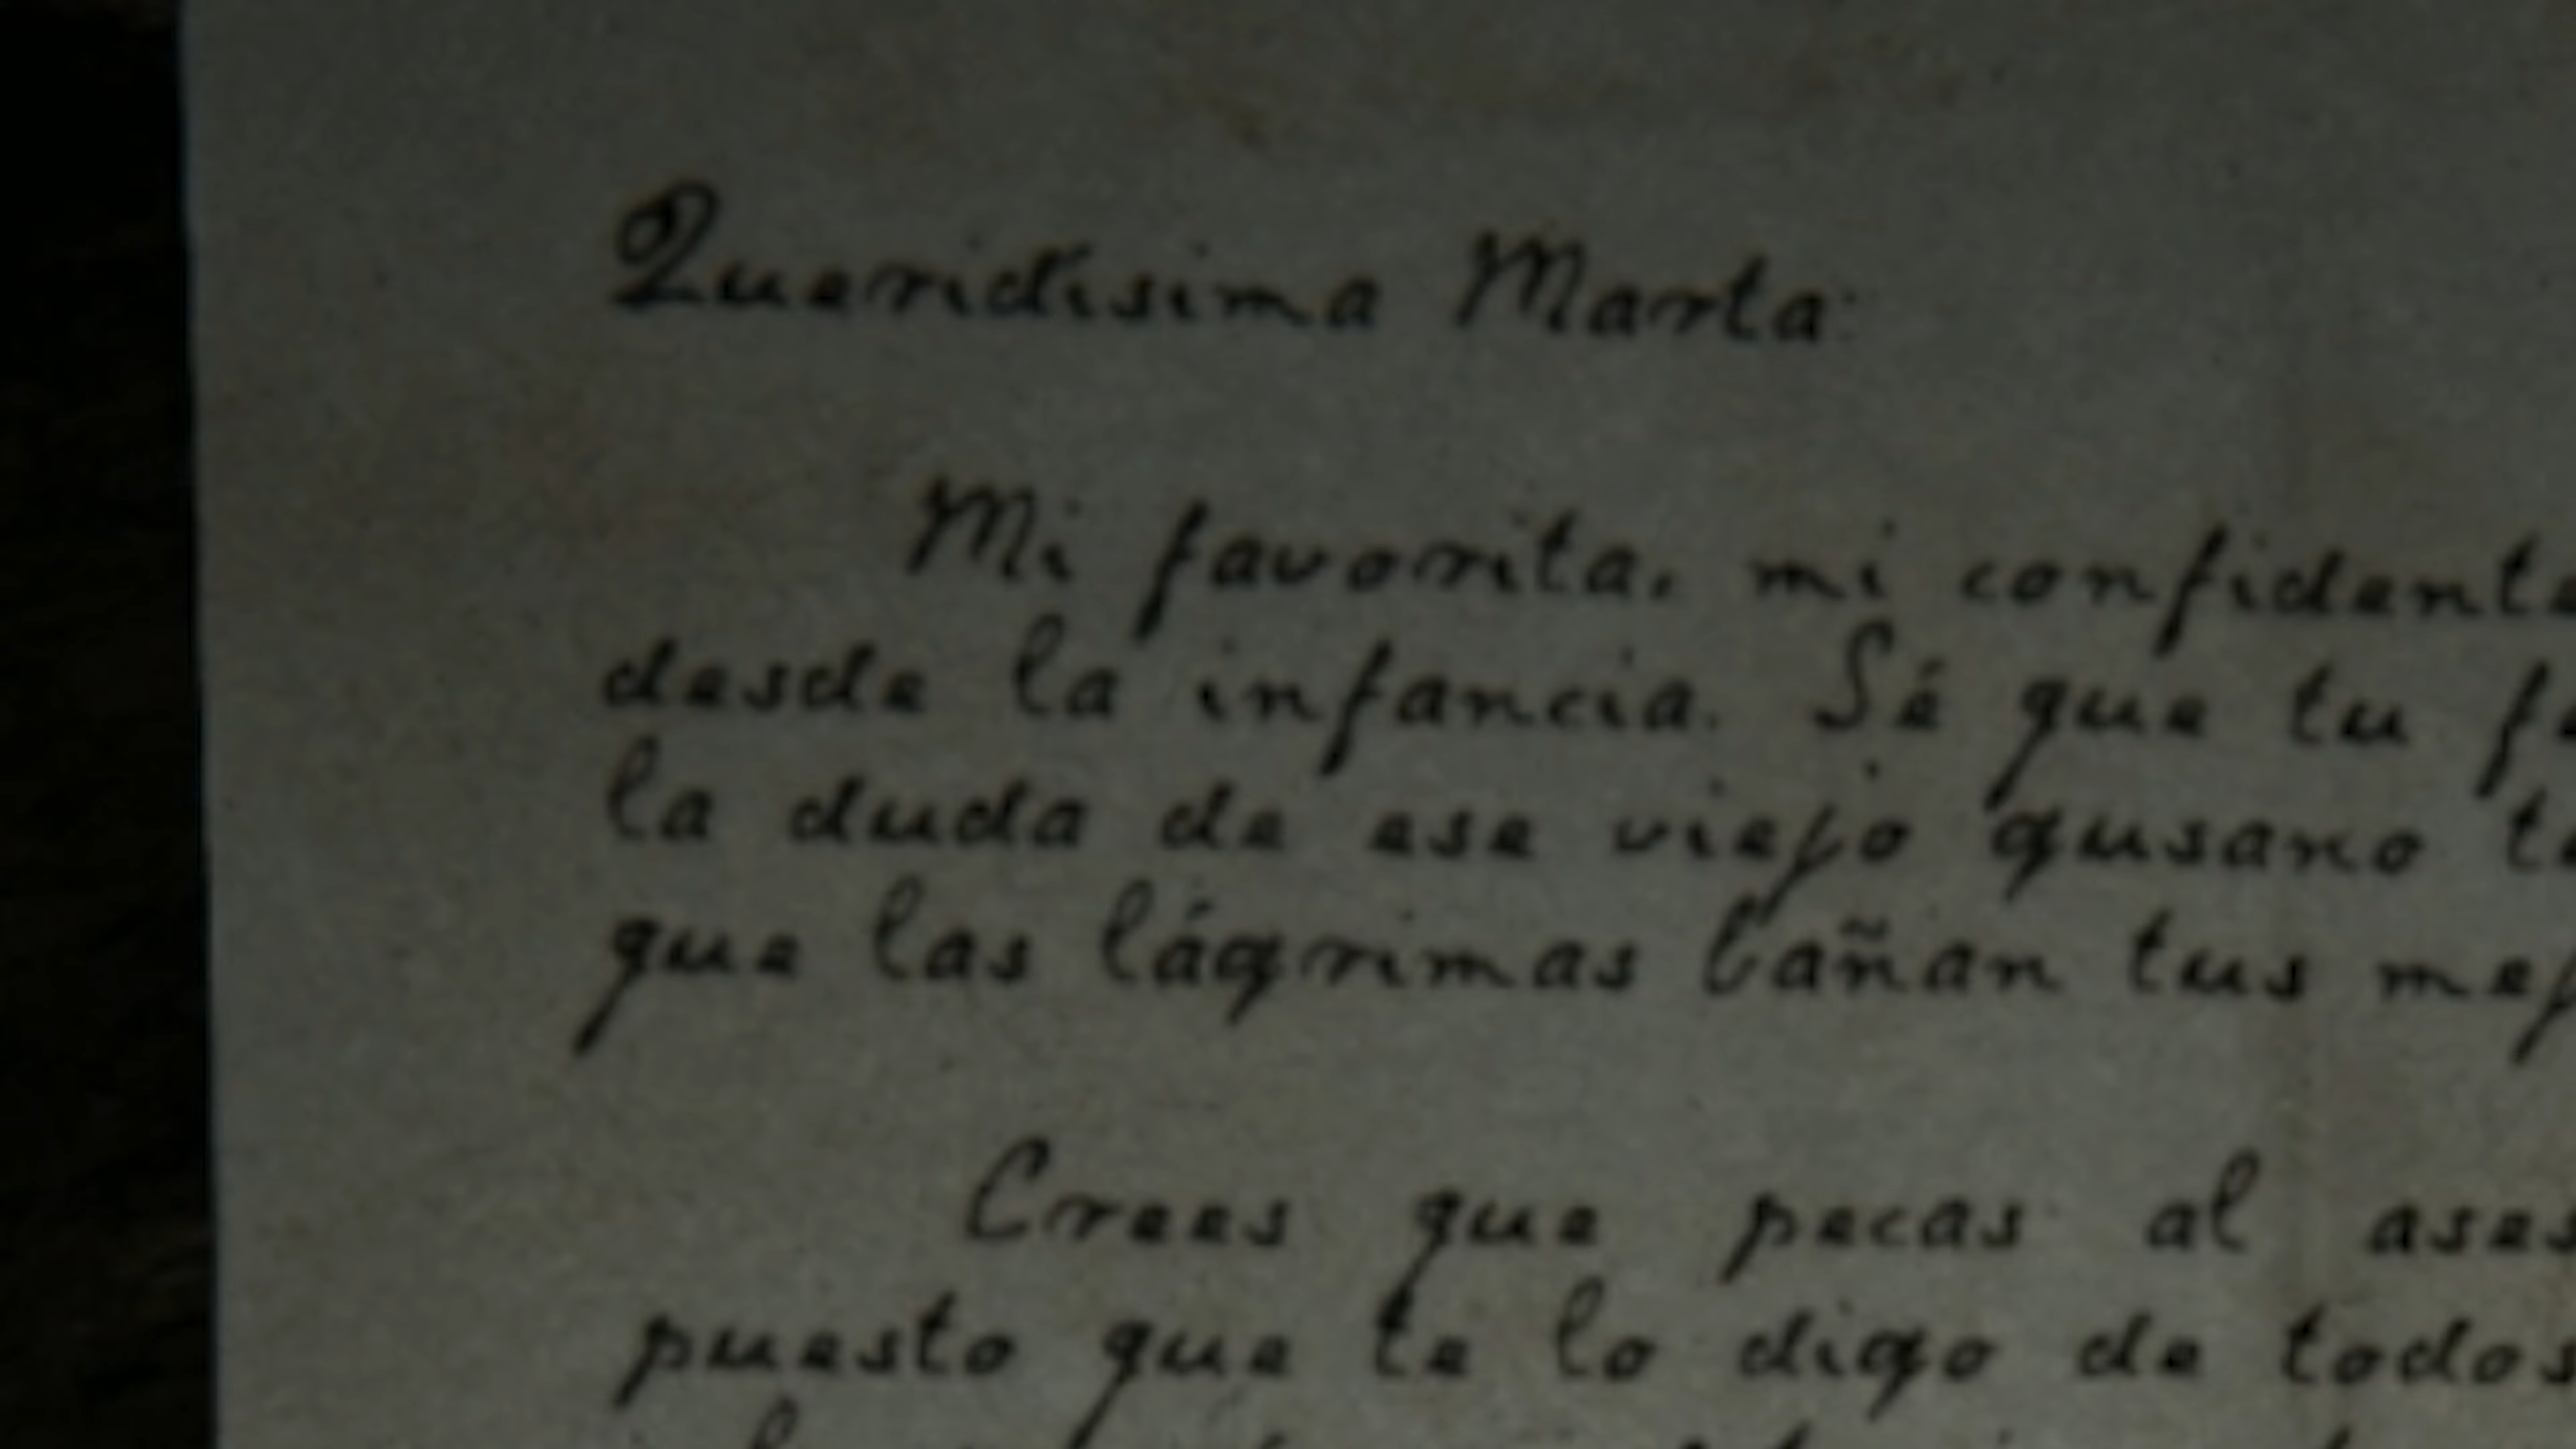 Queridísima Marta:
Mi favorita, mi confidente
desde la infancia. Sé que tu
la duda de ese viejo gusano
que las lágrimas bañan tus
Crees que pecas al
puesto que te lo digo de todos